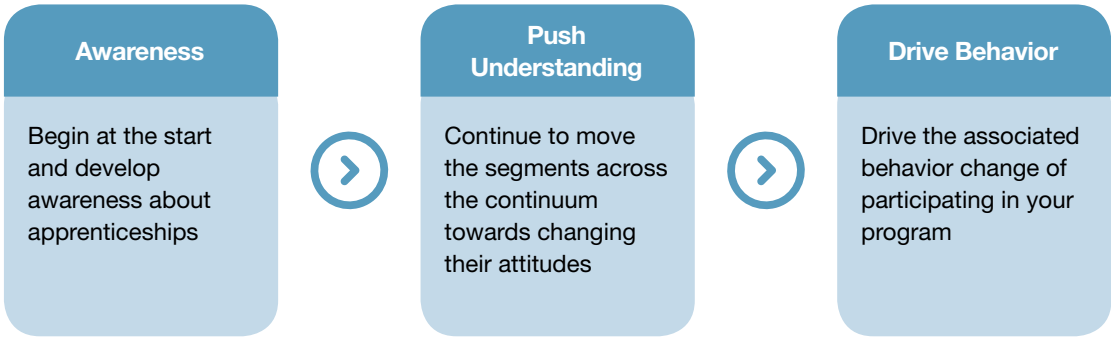 Awareness
Begin at the start
and develop
awareness about
apprenticeships
Push
Understanding
Continue to move
the segments across
the continuum
towards changing
their attitudes
Drive Behavior
Drive the associated
behavior change of
participating in your
program